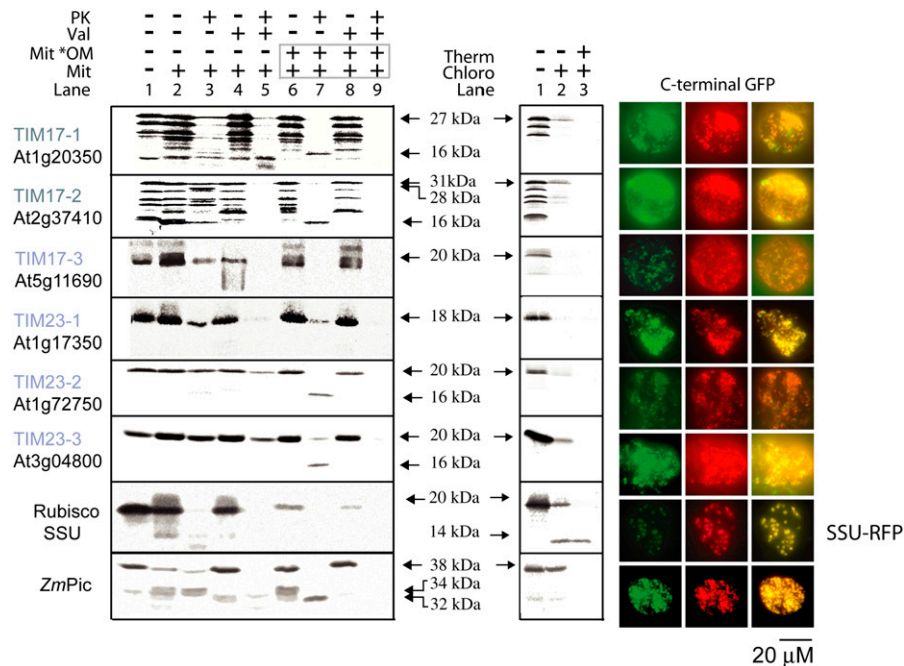 PK - - + - + - + - +
Val - - - + + - - + +
Mit *OM + + + +
Mit - + + + + + + + +
Lane 1 2 3 4 5 6 7 8 9
Therm - - +
Chloro - + +
Lane 1 2 3
C-terminal GFP
TIM17-1
At1g20350
27 kDa
16 kDa
TIM17-2
At2g37410
31kDa
28 kDa
16 kDa
TIM17-3
At5g11690
20 kDa
TIM23-1
At1g17350
18 kDa
TIM23-2
At1g72750
20 kDa
16 kDa
TIM23-3
At3g04800
20 kDa
16 kDa
Rubisco
SSU
20 kDa
14 kDa
SSU-RFP
ZmPic
38 kDa
34 kDa
32 kDa
20 µM